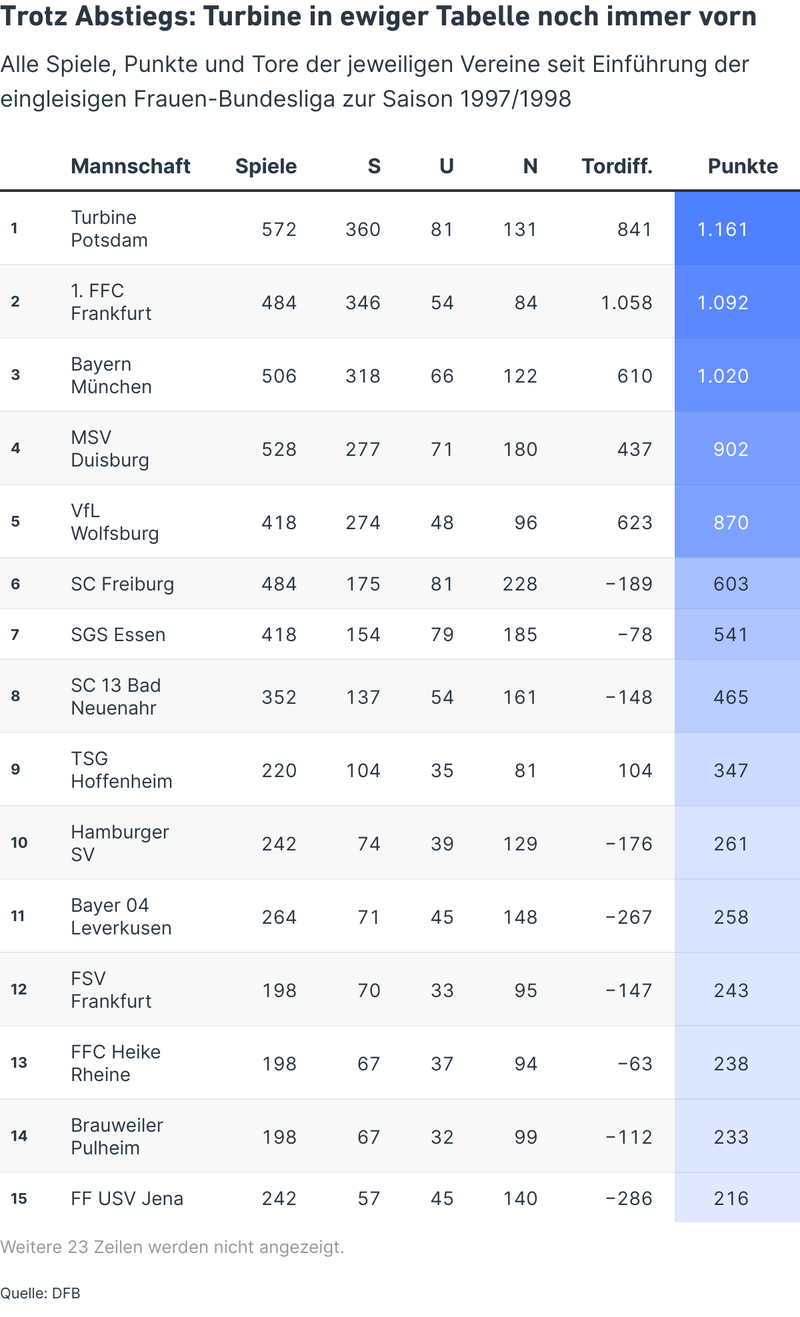 Trotz Abstiegs: Turbine in ewiger Tabelle noch immer vorn
Alle Spiele, Punkte und Tore der jeweiligen Vereine seit Einführung der
eingleisigen Frauen-Bundesliga zur Saison 1997/1998
Mannschaft Spiele S U N Tordiff. Punkte
1 Turbine Potsdam 572 360 81 131 841 1.161
2 1. FFC Frankfurt 484 346 54 84 1.058 1.092
3 Bayern München 506 318 66 122 610 1.020
4 MSV Duisburg 528 277 71 180 437 902
5 VfL Wolfsburg 418 274 48 96 623 870
6 SC Freiburg 484 175 81 228 −189 603
7 SGS Essen 418 154 79 185 −78 541
8 SC 13 Bad Neuenahr 352 137 54 161 −148 465
9 TSG Hoffenheim 220 104 35 81 104 347
10 Hamburger SV 242 74 39 129 −176 261
11 Bayer 04 Leverkusen 264 71 45 148 −267 258
12 FSV Frankfurt 198 70 33 95 −147 243
13 FFC Heike Rheine 198 67 37 94 −63 238
14 Brauweiler Pulheim 198 67 32 99 −112 233
15 FF USV Jena 242 57 45 140 −286 216
Weitere 23 Zeilen werden nicht angezeigt.
Quelle: DFB